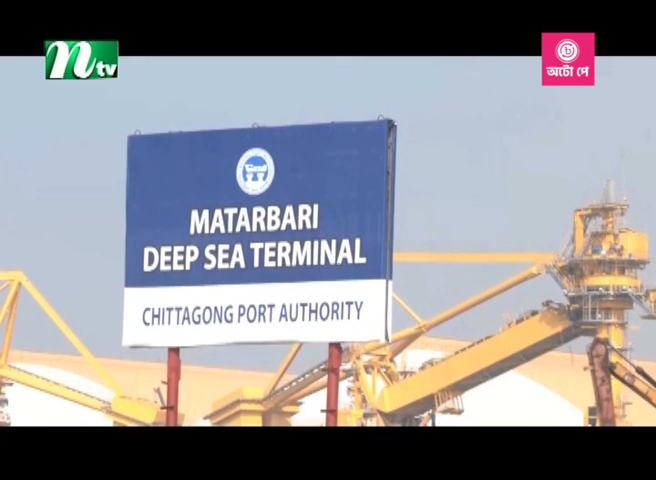 ntv
অটো পে
MATARBARI
DEEP SEA TERMINAL
CHITTAGONG PORT AUTHORITY